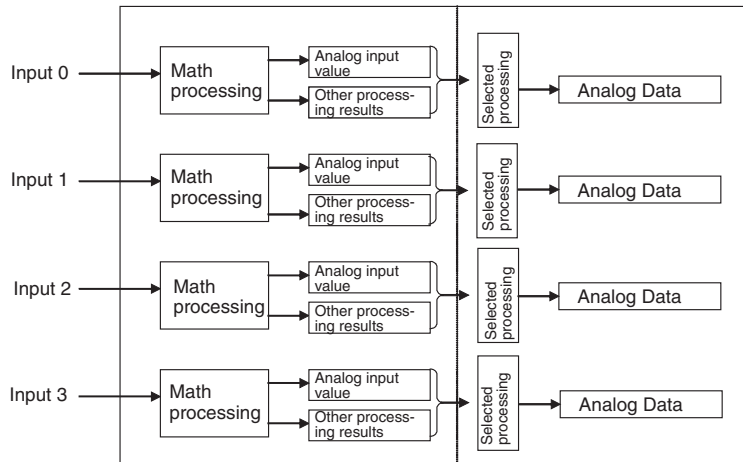 Input 0
Math
processing
Analog input
value
Other process-
ing results
Selected
processing
Analog Data
Input 1
Math
processing
Analog input
value
Other process-
ing results
Selected
processing
Analog Data
Input 2
Math
processing
Analog input
value
Other process-
ing results
Selected
processing
Analog Data
Input 3
Math
processing
Analog input
value
Other process-
ing results
Selected
processing
Analog Data